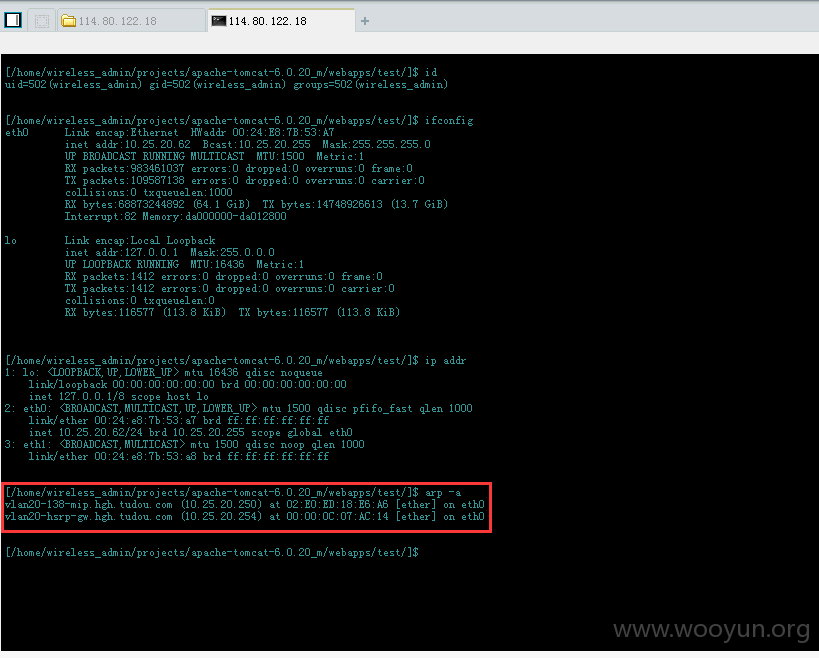 114.80.122.18
114.80.122.18
[/home/wireless_admin/projects/apache-tomcat-6.0.20_m/webapps/test/]$ id
uid=502(wireless_admin) gid=502(wireless_admin) groups=502(wireless_admin)
[/home/wireless_admin/projects/apache-tomcat-6.0.20_m/webapps/test/]$ ifconfig
eth0 Link encap:Ethernet HWaddr 00:24:E8:7B:53:A7
inet addr:10.25.20.62 Bcast:10.25.20.255 Mask:255.255.255.0
UP BROADCAST RUNNING MULTICAST MTU:1500 Metric:1
RX packets:983461037 errors:0 dropped:0 overruns:0 frame:0
TX packets:109587138 errors:0 dropped:0 overruns:0 carrier:0
collisions:0 txqueuelen:1000
RX bytes:68873244892 (64.1 GiB) TX bytes:14748926613 (13.7 GiB)
Interrupt:82 Memory:da000000-da012800
lo Link encap:Local Loopback
inet addr:127.0.0.1 Mask:255.0.0.0
UP LOOPBACK RUNNING MTU:16436 Metric:1
RX packets:1412 errors:0 dropped:0 overruns:0 frame:0
TX packets:1412 errors:0 dropped:0 overruns:0 carrier:0
collisions:0 txqueuelen:0
RX bytes:116577 (113.8 KiB) TX bytes:116577 (113.8 KiB)
[/home/wireless_admin/projects/apache-tomcat-6.0.20_m/webapps/test/]$ ip addr
1: lo: <LOOPBACK,UP,LOWER_UP> mtu 16436 qdisc noqueue
link/loopback 00:00:00:00:00:00 brd 00:00:00:00:00:00
inet 127.0.0.1/8 scope host lo
2: eth0: <BROADCAST,MULTICAST,UP,LOWER_UP> mtu 1500 qdisc pfifo_fast qlen 1000
link/ether 00:24:e8:7b:53:a7 brd ff:ff:ff:ff:ff:ff
inet 10.25.20.62/24 brd 10.25.20.255 scope global eth0
3: eth1: <BROADCAST,MULTICAST> mtu 1500 qdisc noop qlen 1000
link/ether 00:24:e8:7b:53:a8 brd ff:ff:ff:ff:ff:ff
[/home/wireless_admin/projects/apache-tomcat-6.0.20_m/webapps/test/]$ arp -a
vlan20-138-mip.hgh.tudou.com (10.25.20.250) at 02:E0:ED:18:E6:A6 [ether] on eth0
vlan20-hsrp-gw.hgh.tudou.com (10.25.20.254) at 00:00:0C:07:AC:14 [ether] on eth0
[/home/wireless_admin/projects/apache-tomcat-6.0.20_m/webapps/test/]$
www.wooyun.org